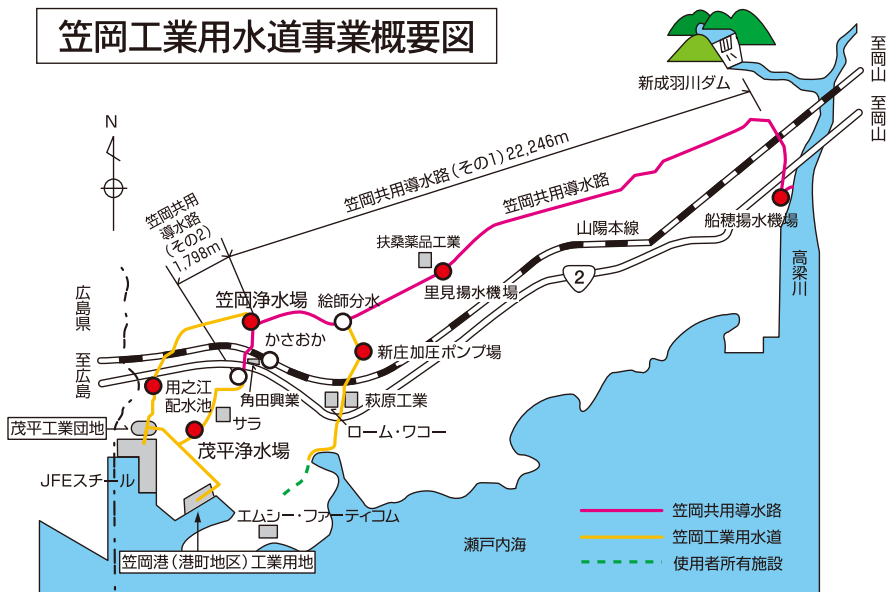 笠岡工業用水道事業概要図
新成羽川ダム
至岡山
至岡山
N
笠岡共用導水路(その1)22,246m
笠岡共用
導水路
(その2)
1,798m
笠岡共用導水路
船穂揚水機場
山陽本線
扶桑薬品工業
里見揚水機場
2
高梁川
広島県
笠岡浄水場
絵師分水
かさおか
新庄加圧ポンプ場
至広島
用之江
配水池
角田興業
萩原工業
サラ
ローム・ワコー
茂平工業団地
茂平浄水場
JFEスチール
エムシー・ファーティコム
笠岡港(港町地区)工業用地
瀬戸内海
笠岡共用導水路
笠岡工業用水道
使用者所有施設